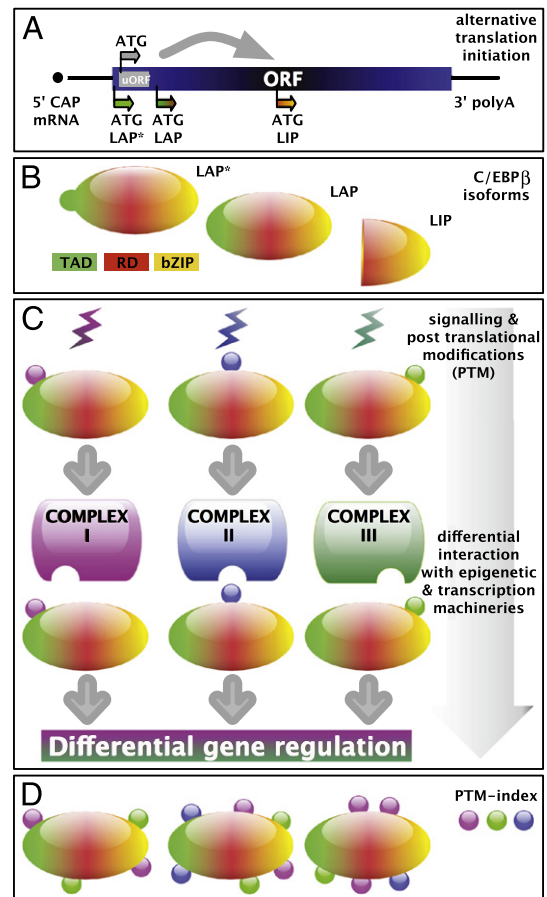 A
alternative
translation
initiation
ATG
uORF
ORF
5' CAP
mRNA
ATG
LAP*
ATG
LAP
ATG
LIP
3' polyA
B
LAP*
LAP
LIP
C/EBPβ
isoforms
TAD
RD
bZIP
C
signalling &
post translational
modifications
(PTM)
COMPLEX
I
COMPLEX
II
COMPLEX
III
differential
interaction
with epigenetic
& transcription
machineries
Differential gene regulation
D
PTM-index